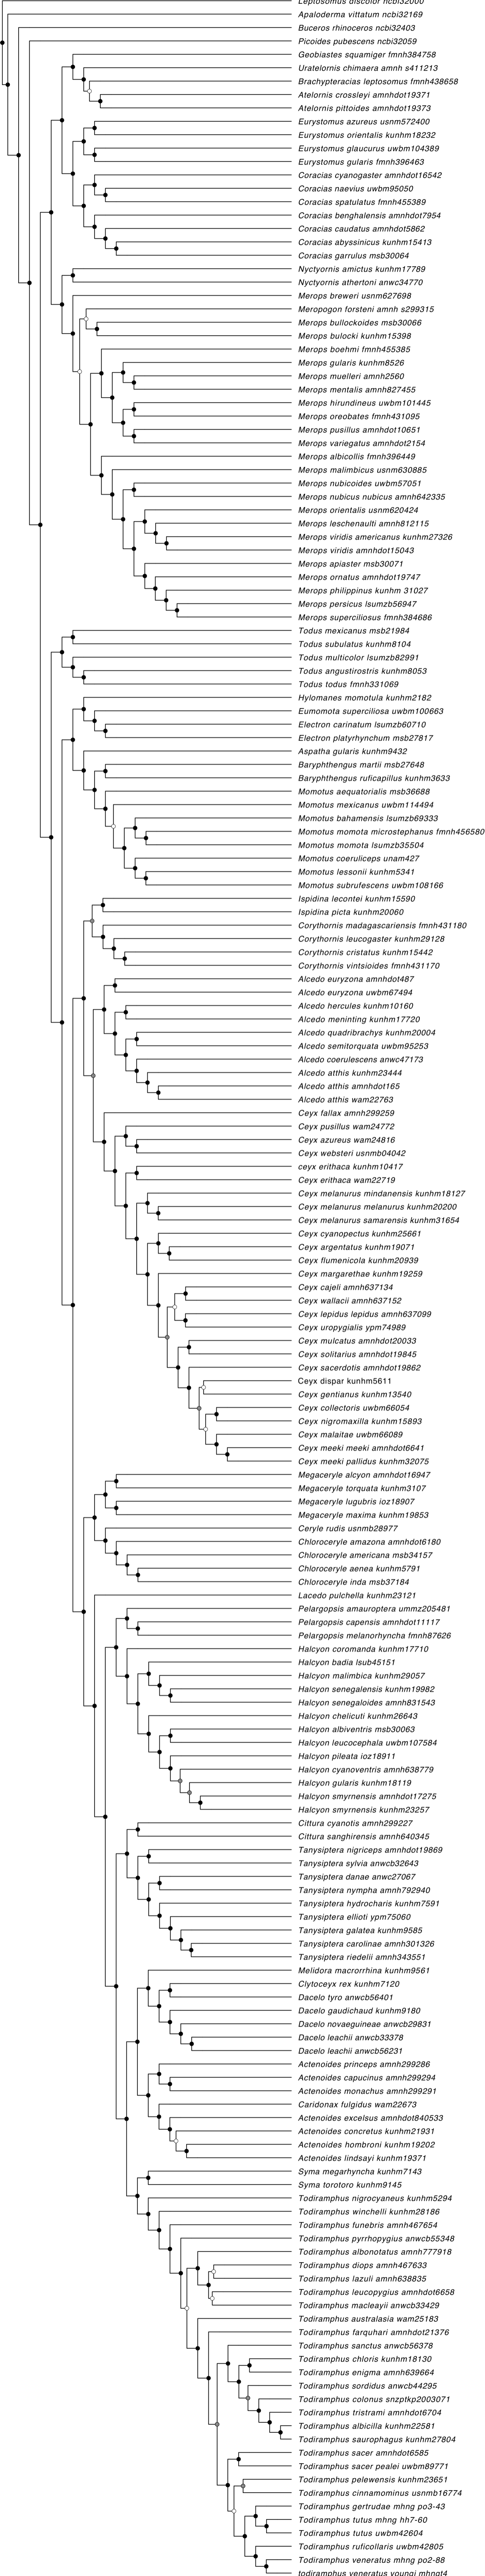 Leptosomus discolor ncbi32000
Apaloderma vittatum ncbi32169
Buceros rhinoceros ncbi32403
Picoides pubescens ncbi32059
Geobiastes squamiger fmnh384758
Uratelornis chimaera amnh s411213
Brachypteracias leptosomus fmnh438658
Atelornis crossleyi amnhdot19371
Atelornis pittoides amnhdot19373
Eurystomus azureus usnm572400
Eurystomus orientalis kunhm18232
Eurystomus glaucurus uwbm104389
Eurystomus gularis fmnh396463
Coracias cyanogaster amnhdot16542
Coracias naevius uwbm95050
Coracias spatulatus fmnh455389
Coracias benghalensis amnhdot7954
Coracias caudatus amnhdot5862
Coracias abyssinicus kunhm15413
Coracias garrulus msb30064
Nyctyornis amictus kunhm17789
Nyctyornis athertoni anwc34770
Merops breweri usnm627698
Meropogon forsteni amnh s299315
Merops bullockoides msb30066
Merops bulocki kunhm15398
Merops boehmi fmnh455385
Merops gularis kunhm8526
Merops muelleri amnh2560
Merops mentalis amnh827455
Merops hirundineus uwbm101445
Merops oreobates fmnh431095
Merops pusillus amnhdot10651
Merops variegatus amnhdot2154
Merops albicollis fmnh396449
Merops malimbicus usnm630885
Merops nubicoides uwbm57051
Merops nubicus nubicus amnh642335
Merops orientalis usnm620424
Merops leschenaulti amnh812115
Merops viridis americanus kunhm27326
Merops viridis amnhdot15043
Merops apiaster msb30071
Merops ornatus amnhdot19747
Merops philippinus kunhm 31027
Merops persicus lsumzb56947
Merops superciliosus fmnh384686
Todus mexicanus msb21984
Todus subulatus kunhm8104
Todus multicolor lsumzb82991
Todus angustirostris kunhm8053
Todus todus fmnh331069
Hylomanes momotula kunhm2182
Eumomota superciliosa uwbm100663
Electron carinatum lsumzb60710
Electron platyrhynchum msb27817
Aspatha gularis kunhm9432
Baryphthengus martii msb27648
Baryphthengus ruficapillus kunhm3633
Momotus aequatorialis msb36688
Momotus mexicanus uwbm114494
Momotus bahamensis lsumzb69333
Momotus momota microstephanus fmnh456580
Momotus momota lsumzb35504
Momotus coeruliceps unam427
Momotus lessonii kunhm5341
Momotus subrufescens uwbm108166
Ispidina lecontei kunhm15590
Ispidina picta kunhm20060
Corythornis madagascariensis fmnh431180
Corythornis leucogaster kunhm29128
Corythornis cristatus kunhm15442
Corythornis vintsioides fmnh431170
Alcedo euryzona amnhdot487
Alcedo euryzona uwbm67494
Alcedo hercules kunhm10160
Alcedo meninting kunhm17720
Alcedo quadribrachys kunhm20004
Alcedo semitorquata uwbm95253
Alcedo coerulescens anwc47173
Alcedo atthis kunhm23444
Alcedo atthis amnhdot165
Alcedo atthis wam22763
Ceyx fallax amnh299259
Ceyx pusillus wam24772
Ceyx azureus wam24816
Ceyx websteri usnmb04042
ceyx erithaca kunhm10417
Ceyx erithaca wam22719
Ceyx melanurus mindanensis kunhm18127
Ceyx melanurus melanurus kunhm20200
Ceyx melanurus samarensis kunhm31654
Ceyx cyanopectus kunhm25661
Ceyx argentatus kunhm19071
Ceyx flumenicola kunhm20939
Ceyx margarethae kunhm19259
Ceyx cajeli amnh637134
Ceyx wallacii amnh637152
Ceyx lepidus lepidus amnh637099
Ceyx uropygialis ypm74989
Ceyx mulcatus amnhdot20033
Ceyx solitarius amnhdot19845
Ceyx sacerdotis amnhdot19862
Ceyx dispar kunhm5611
Ceyx gentianus kunhm13540
Ceyx collectoris uwbm66054
Ceyx nigromaxilla kunhm15893
Ceyx malaitae uwbm66089
Ceyx meeki meeki amnhdot6641
Ceyx meeki pallidus kunhm32075
Megaceryle alcyon amnhdot16947
Megaceryle torquata kunhm3107
Megaceryle lugubris ioz18907
Megaceryle maxima kunhm19853
Ceryle rudis usnmb28977
Chloroceryle amazona amnhdot6180
Chloroceryle americana msb34157
Chloroceryle aenea kunhm5791
Chloroceryle inda msb37184
Lacedo pulchella kunhm23121
Pelargopsis amauroptera ummz205481
Pelargopsis capensis amnhdot11117
Pelargopsis melanorhyncha fmnh87626
Halcyon coromanda kunhm17710
Halcyon badia lsub45151
Halcyon malimbica kunhm29057
Halcyon senegalensis kunhm19982
Halcyon senegaloides amnh831543
Halcyon chelicuti kunhm26643
Halcyon albiventris msb30063
Halcyon leucocephala uwbm107584
Halcyon pileata ioz18911
Halcyon cyanoventris amnh638779
Halcyon gularis kunhm18119
Halcyon smyrnensis amnhdot17275
Halcyon smyrnensis kunhm23257
Cittura cyanotis amnh299227
Cittura sanghirensis amnh640345
Tanysiptera nigriceps amnhdot19869
Tanysiptera sylvia anwcb32643
Tanysiptera danae anwc27067
Tanysiptera nympha amnh792940
Tanysiptera hydrocharis kunhm7591
Tanysiptera ellioti ypm75060
Tanysiptera galatea kunhm9585
Tanysiptera carolinae amnh301326
Tanysiptera riedelii amnh343551
Melidora macrorrhina kunhm9561
Clytoceyx rex kunhm7120
Dacelo tyro anwcb56401
Dacelo gaudichaud kunhm9180
Dacelo novaeguineae anwcb29831
Dacelo leachii anwcb33378
Dacelo leachii anwcb56231
Actenoides princeps amnh299286
Actenoides capucinus amnh299294
Actenoides monachus amnh299291
Caridonax fulgidus wam22673
Actenoides excelsus amnhdot840533
Actenoides concretus kunhm21931
Actenoides hombroni kunhm19202
Actenoides lindsayi kunhm19371
Syma megarhyncha kunhm7143
Syma torotoro kunhm9145
Todiramphus nigrocyaneus kunhm5294
Todiramphus winchelli kunhm28186
Todiramphus funebris amnh467654
Todiramphus pyrrhopygius anwcb55348
Todiramphus albonotatus amnh777918
Todiramphus diops amnh467633
Todiramphus lazuli amnh638835
Todiramphus leucopygius amnhdot6658
Todiramphus macleayii anwcb33429
Todiramphus australasia wam25183
Todiramphus farquhari amnhdot21376
Todiramphus sanctus anwcb56378
Todiramphus chloris kunhm18130
Todiramphus enigma amnh639664
Todiramphus sordidus anwcb44295
Todiramphus colonus snzptkp2003071
Todiramphus tristrami amnhdot6704
Todiramphus albicilla kunhm22581
Todiramphus saurophagus kunhm27804
Todiramphus sacer amnhdot6585
Todiramphus sacer pealei uwbm89771
Todiramphus pelewensis kunhm23651
Todiramphus cinnamominus usnmb16774
Todiramphus gertrudae mhng po3-43
Todiramphus tutus mhng hh7-60
Todiramphus tutus uwbm42604
Todiramphus ruficollaris uwbm42805
Todiramphus veneratus mhng po2-88
todiramphus veneratus youngi mhngt4